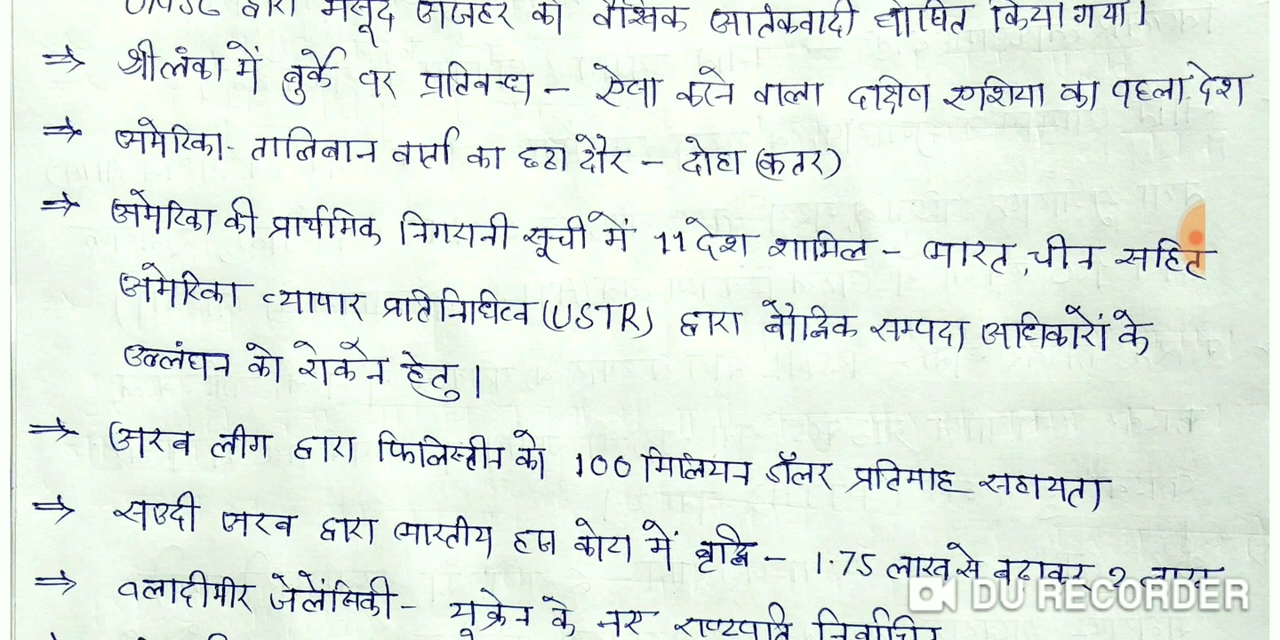 UNSC द्वारा मसूद अजहर को वैश्विक आतंकवादी घोषित किया गया।
⇒ श्रीलंका में बुर्के पर प्रतिबन्ध – ऐसा करने वाला दक्षिण एशिया का पहला देश
⇒ अमेरिका - तालिबान वार्ता का छठा दौर – दोहा (कतर)
⇒ अमेरिका की प्राथमिक निगरानी सूची में 11 देश शामिल – भारत, चीन सहित
अमेरिका व्यापार प्रतिनिधित्व (USTR) द्वारा बौद्धिक सम्पदा अधिकारों के
उल्लंघन को रोकने हेतु।
⇒ अरब लीग द्वारा फिलिस्तीन को 100 मिलियन डॉलर प्रतिमाह सहायता
⇒ सउदी अरब द्वारा भारतीय हज कोटा में वृद्धि – 1.75 लाख से बढ़ाकर 2 लाख
⇒ वलादीमीर जेलेंसिकी – यूक्रेन के नए राष्ट्रपति निर्वाचित
DU RECORDER